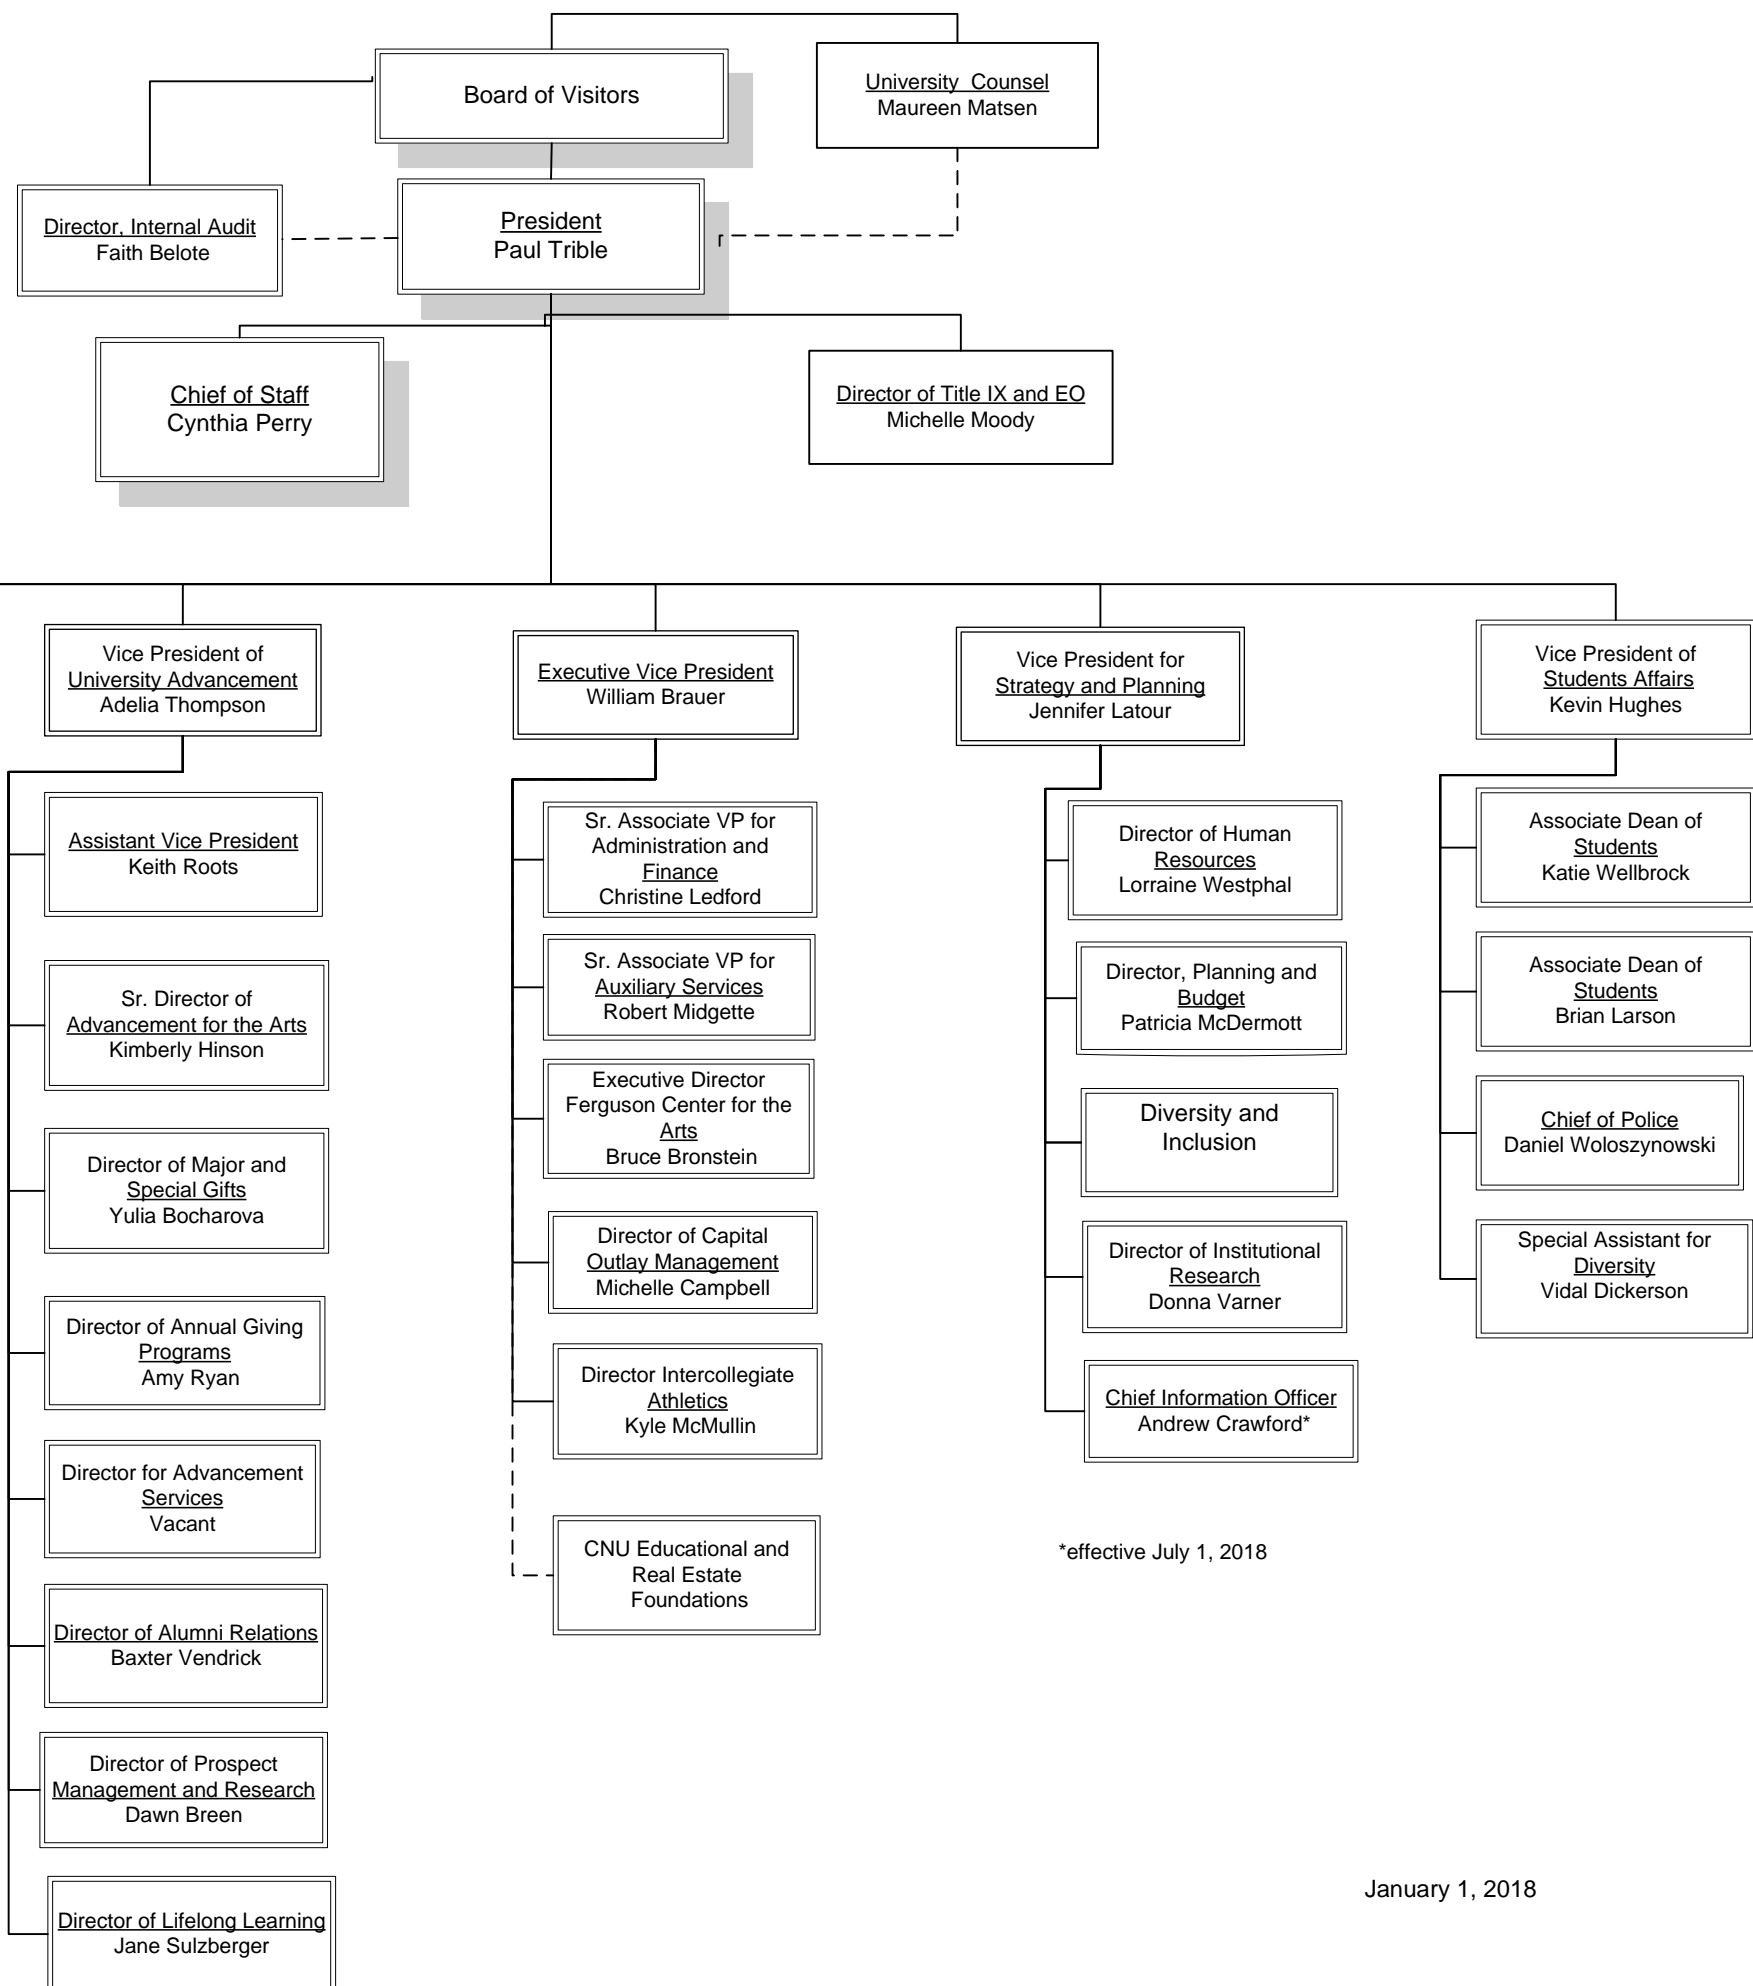 Board of Visitors
University Counsel
Maureen Matsen
Director, Internal Audit
Faith Belote
President
Paul Trible
Chief of Staff
Cynthia Perry
Director of Title IX and EO
Michelle Moody
Vice President of
University Advancement
Adelia Thompson
Assistant Vice President
Keith Roots
Sr. Director of
Advancement for the Arts
Kimberly Hinson
Director of Major and
Special Gifts
Yulia Bocharova
Director of Annual Giving
Programs
Amy Ryan
Director for Advancement
Services
Vacant
Director of Alumni Relations
Baxter Vendrick
Director of Prospect
Management and Research
Dawn Breen
Director of Lifelong Learning
Jane Sulzberger
Executive Vice President
William Brauer
Sr. Associate VP for
Administration and
Finance
Christine Ledford
Sr. Associate VP for
Auxiliary Services
Robert Midgette
Executive Director
Ferguson Center for the
Arts
Bruce Bronstein
Director of Capital
Outlay Management
Michelle Campbell
Director Intercollegiate
Athletics
Kyle McMullin
CNU Educational and
Real Estate
Foundations
Vice President for
Strategy and Planning
Jennifer Latour
Director of Human
Resources
Lorraine Westphal
Director, Planning and
Budget
Patricia McDermott
Diversity and
Inclusion
Director of Institutional
Research
Donna Varner
Chief Information Officer
Andrew Crawford*
*effective July 1, 2018
Vice President of
Students Affairs
Kevin Hughes
Associate Dean of
Students
Katie Wellbrock
Associate Dean of
Students
Brian Larson
Chief of Police
Daniel Woloszynowski
Special Assistant for
Diversity
Vidal Dickerson
January 1, 2018